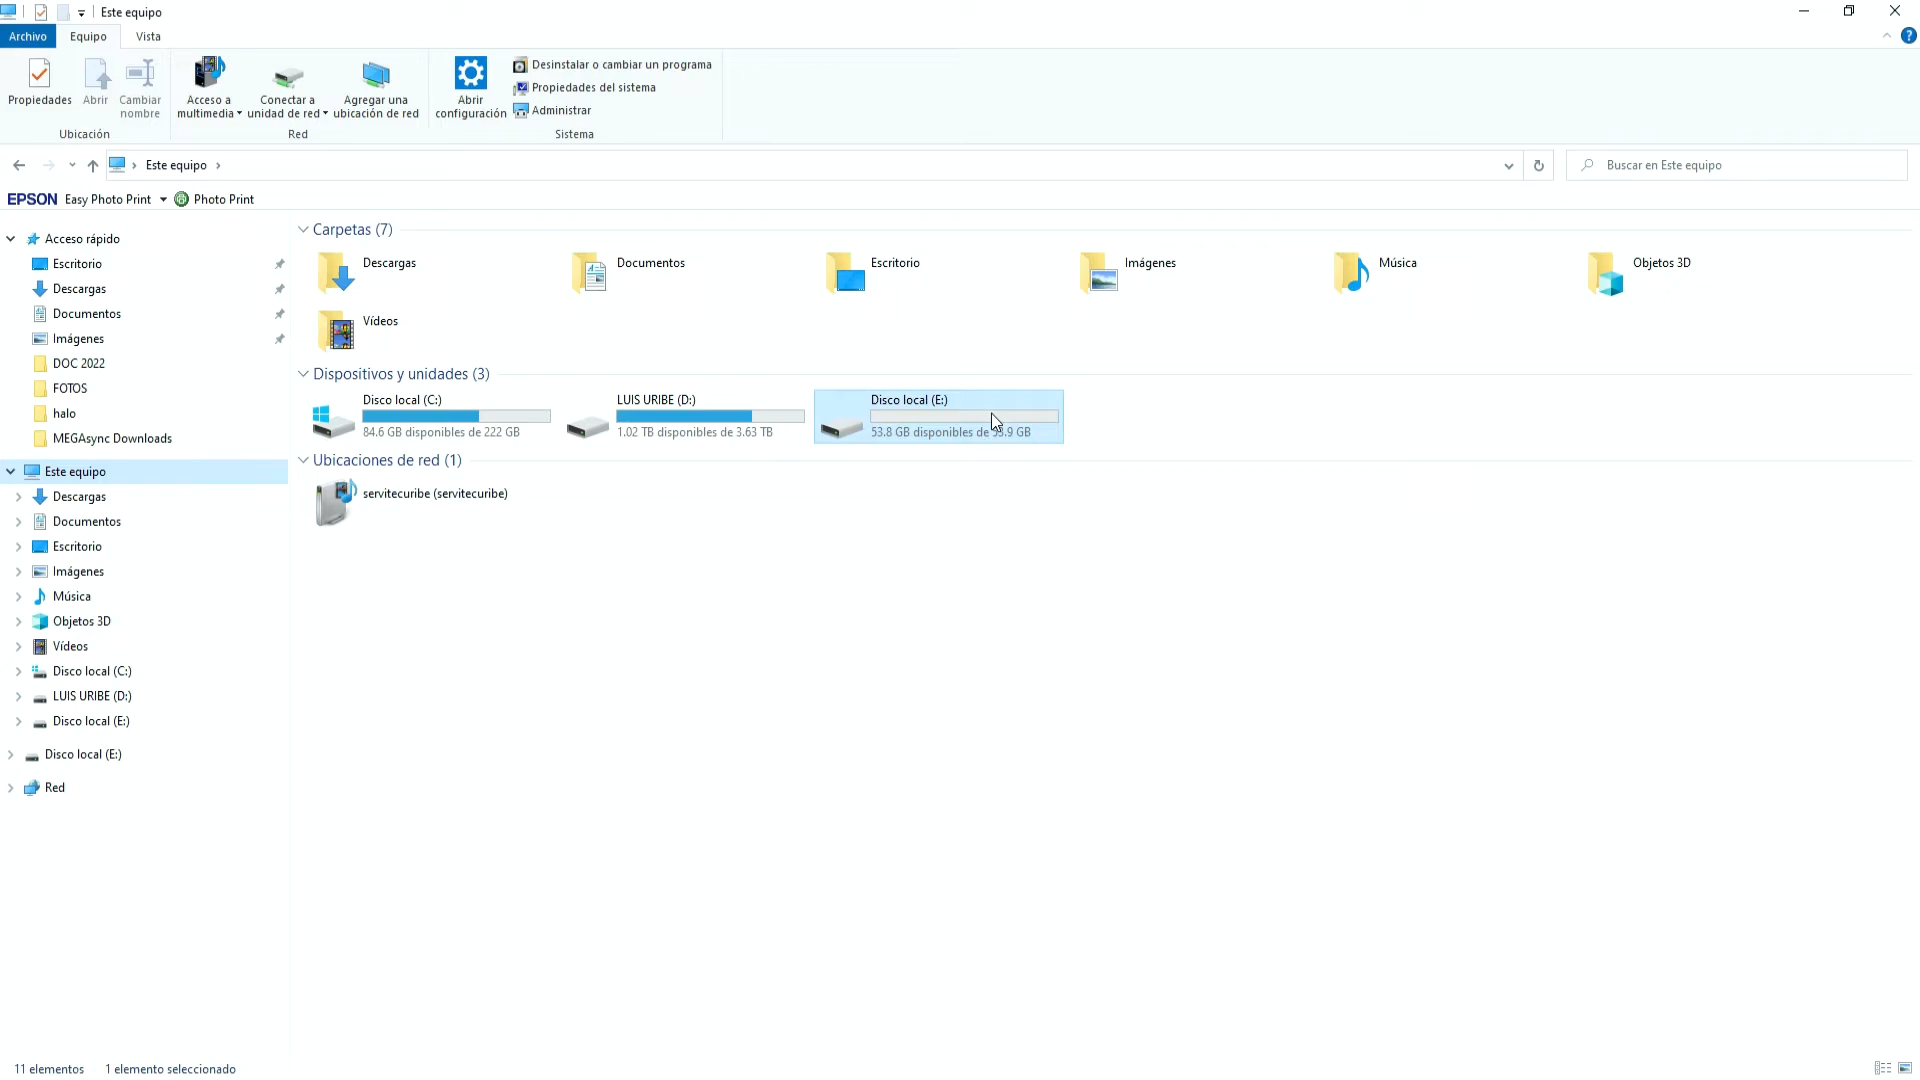 Este equipo
Archivo
Equipo
Vista
Propiedades
Abrir
Cambiar
nombre
Ubicación
Acceso a
multimedia
Conectar a
unidad de red
Agregar una
ubicación de red
Red
Abrir
configuración
Desinstalar o cambiar un programa
Propiedades del sistema
Administrar
Sistema
Este equipo
Buscar en Este equipo
EPSON Easy Photo Print Photo Print
Acceso rápido
Escritorio
Descargas
Documentos
Imágenes
DOC 2022
FOTOS
halo
MEGAsync Downloads
Este equipo
Descargas
Documentos
Escritorio
Imágenes
Música
Objetos 3D
Vídeos
Disco local (C:)
LUIS URIBE (D:)
Disco local (E:)
Disco local (E:)
Red
Carpetas (7)
Descargas
Documentos
Escritorio
Imágenes
Música
Objetos 3D
Vídeos
Dispositivos y unidades (3)
Disco local (C:)
84.6 GB disponibles de 222 GB
LUIS URIBE (D:)
1.02 TB disponibles de 3.63 TB
Disco local (E:)
53.8 GB disponibles de 53.9 GB
Ubicaciones de red (1)
servitecuribe (servitecuribe)
11 elementos
1 elemento seleccionado